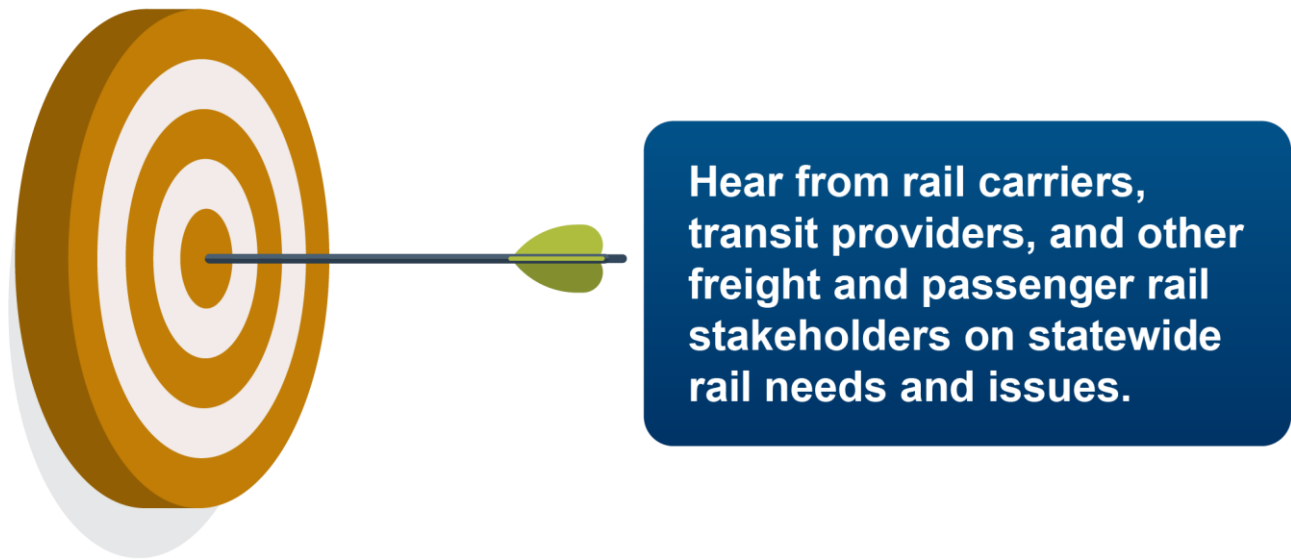 Hear from rail carriers,
transit providers, and other
freight and passenger rail
stakeholders on statewide
rail needs and issues.